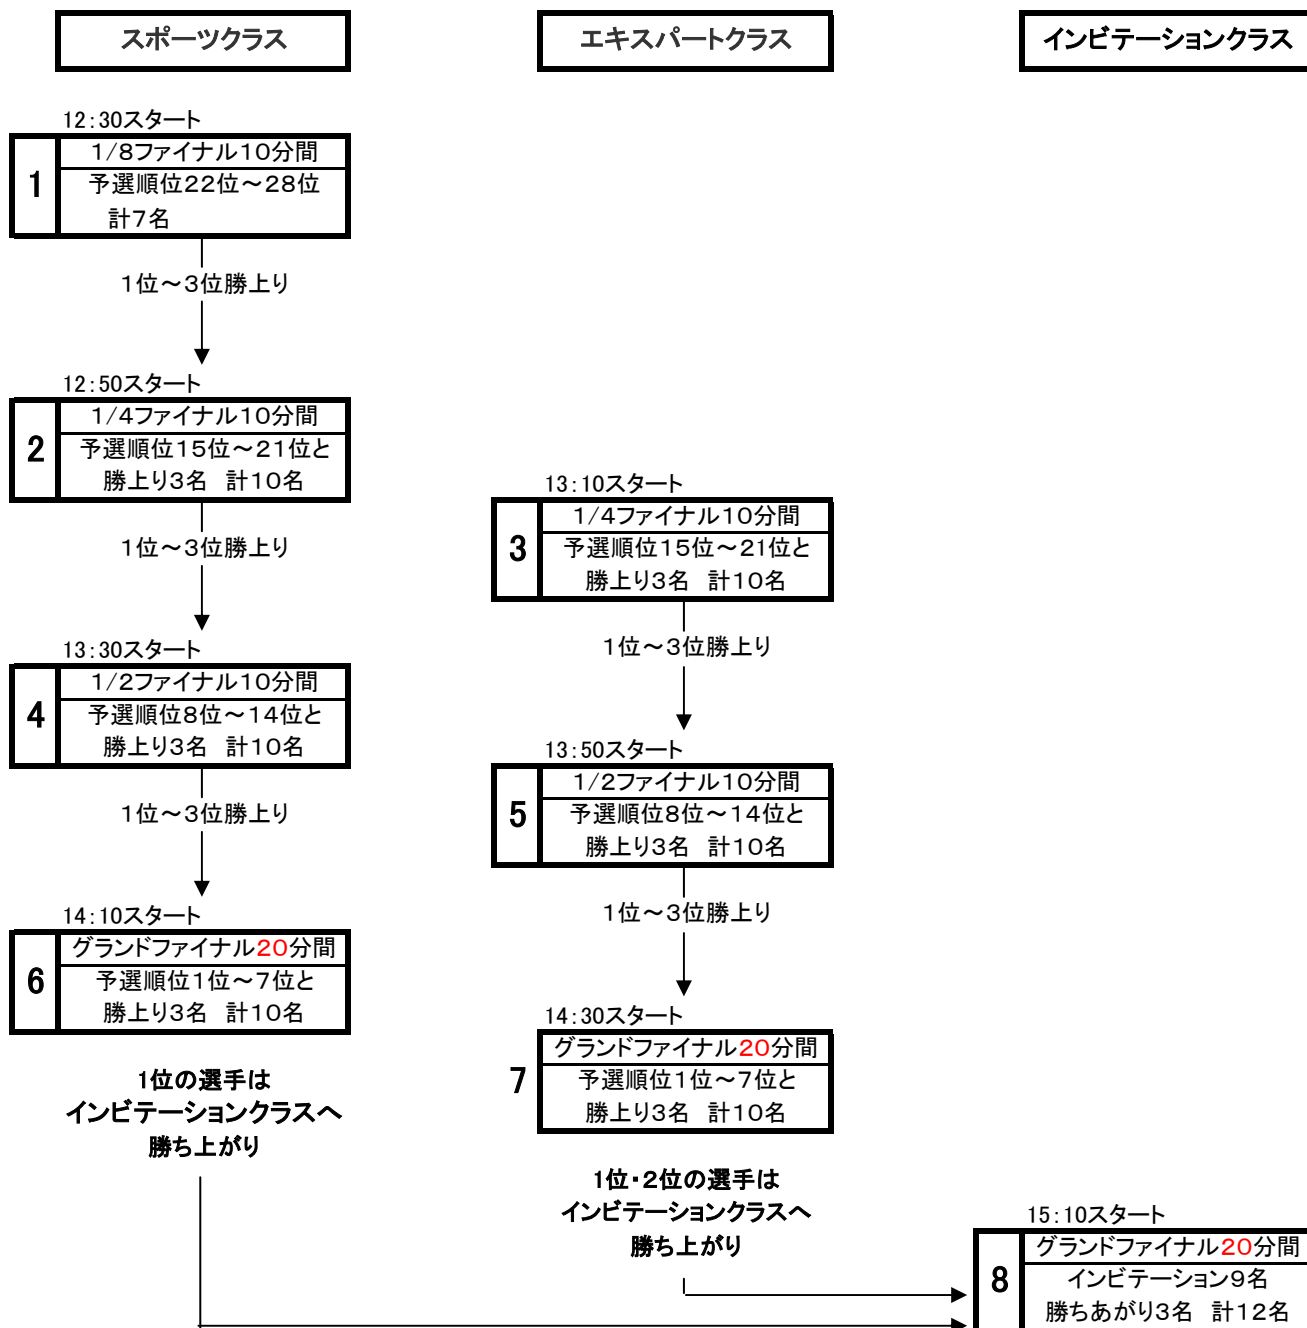 スポーツクラス
エキスパートクラス
インビテーションクラス
12:30スタート
1
1/8ファイナル10分間
予選順位22位～28位
計7名
1位～3位勝上り
12:50スタート
2
1/4ファイナル10分間
予選順位15位～21位と
勝上り3名 計10名
1位～3位勝上り
13:10スタート
3
1/4ファイナル10分間
予選順位15位～21位と
勝上り3名 計10名
1位～3位勝上り
13:30スタート
4
1/2ファイナル10分間
予選順位8位～14位と
勝上り3名 計10名
1位～3位勝上り
13:50スタート
5
1/2ファイナル10分間
予選順位8位～14位と
勝上り3名 計10名
1位～3位勝上り
14:10スタート
6
グランドファイナル20分間
予選順位1位～7位と
勝上り3名 計10名
1位の選手は
インビテーションクラスへ
勝ち上がり
14:30スタート
7
グランドファイナル20分間
予選順位1位～7位と
勝上り3名 計10名
1位・2位の選手は
インビテーションクラスへ
勝ち上がり
15:10スタート
8
グランドファイナル20分間
インビテーション9名
勝ちあがり3名 計12名